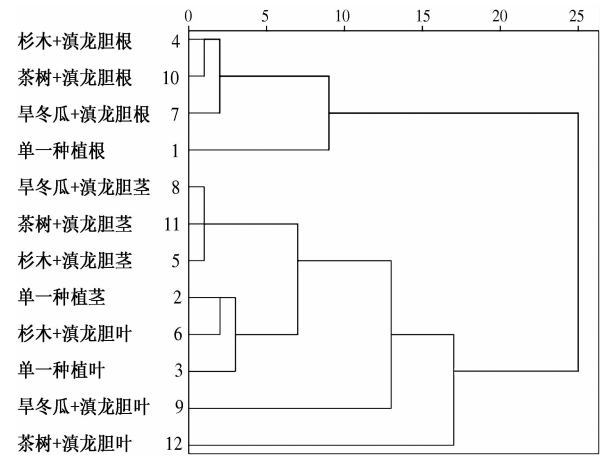 0 5 10 15 20 25
杉木+滇龙胆根 4
茶树+滇龙胆根 10
旱冬瓜+滇龙胆根 7
单一种植根 1
旱冬瓜+滇龙胆茎 8
茶树+滇龙胆茎 11
杉木+滇龙胆茎 5
单一种植茎 2
杉木+滇龙胆叶 6
单一种植叶 3
旱冬瓜+滇龙胆叶 9
茶树+滇龙胆叶 12